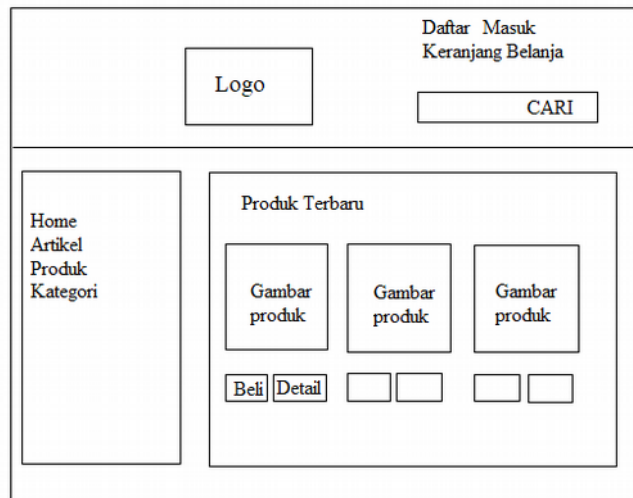 Daftar Masuk
Keranjang Belanja
Logo
CARI
Home
Artikel
Produk
Kategori
Produk Terbaru
Gambar
produk
Gambar
produk
Gambar
produk
Beli Detail